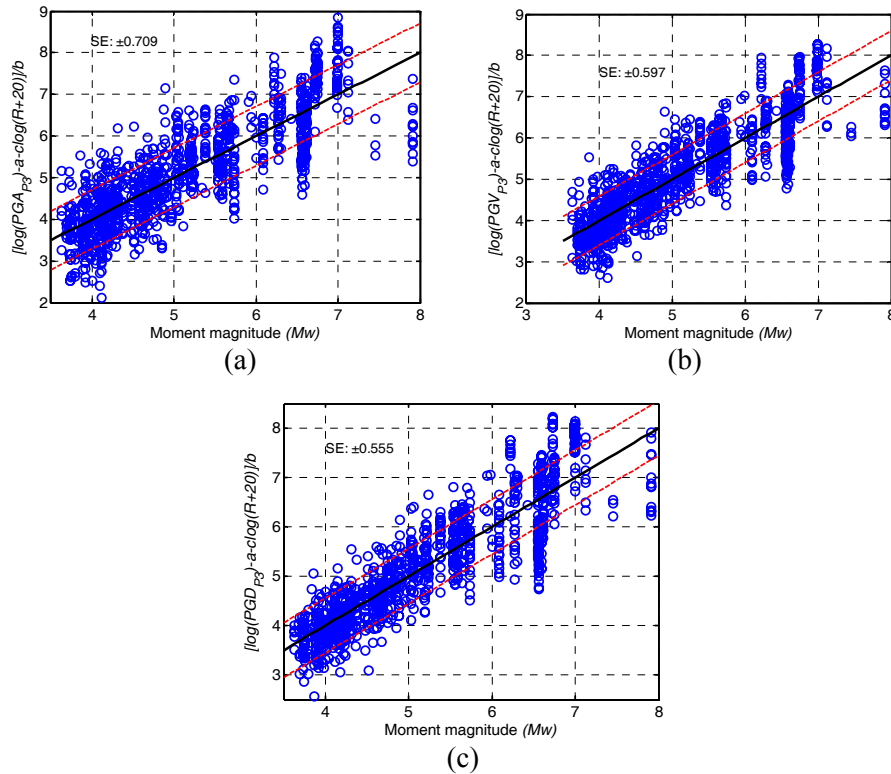 9
8
7
6
5
4
3
2
SE: ±0.709
[log(PGA_P3)-a-clog(R+20)]/b
4 5 6 7 8
Moment magnitude (Mw)
(a)
9
8
7
6
5
4
3
2
SE: ±0.597
[log(PGV_P3)-a-clog(R+20)]/b
3 4 5 6 7 8
Moment magnitude (Mw)
(b)
8
7
6
5
4
3
SE: ±0.555
[log(PGD_P3)-a-clog(R+20)]/b
4 5 6 7 8
Moment magnitude (Mw)
(c)